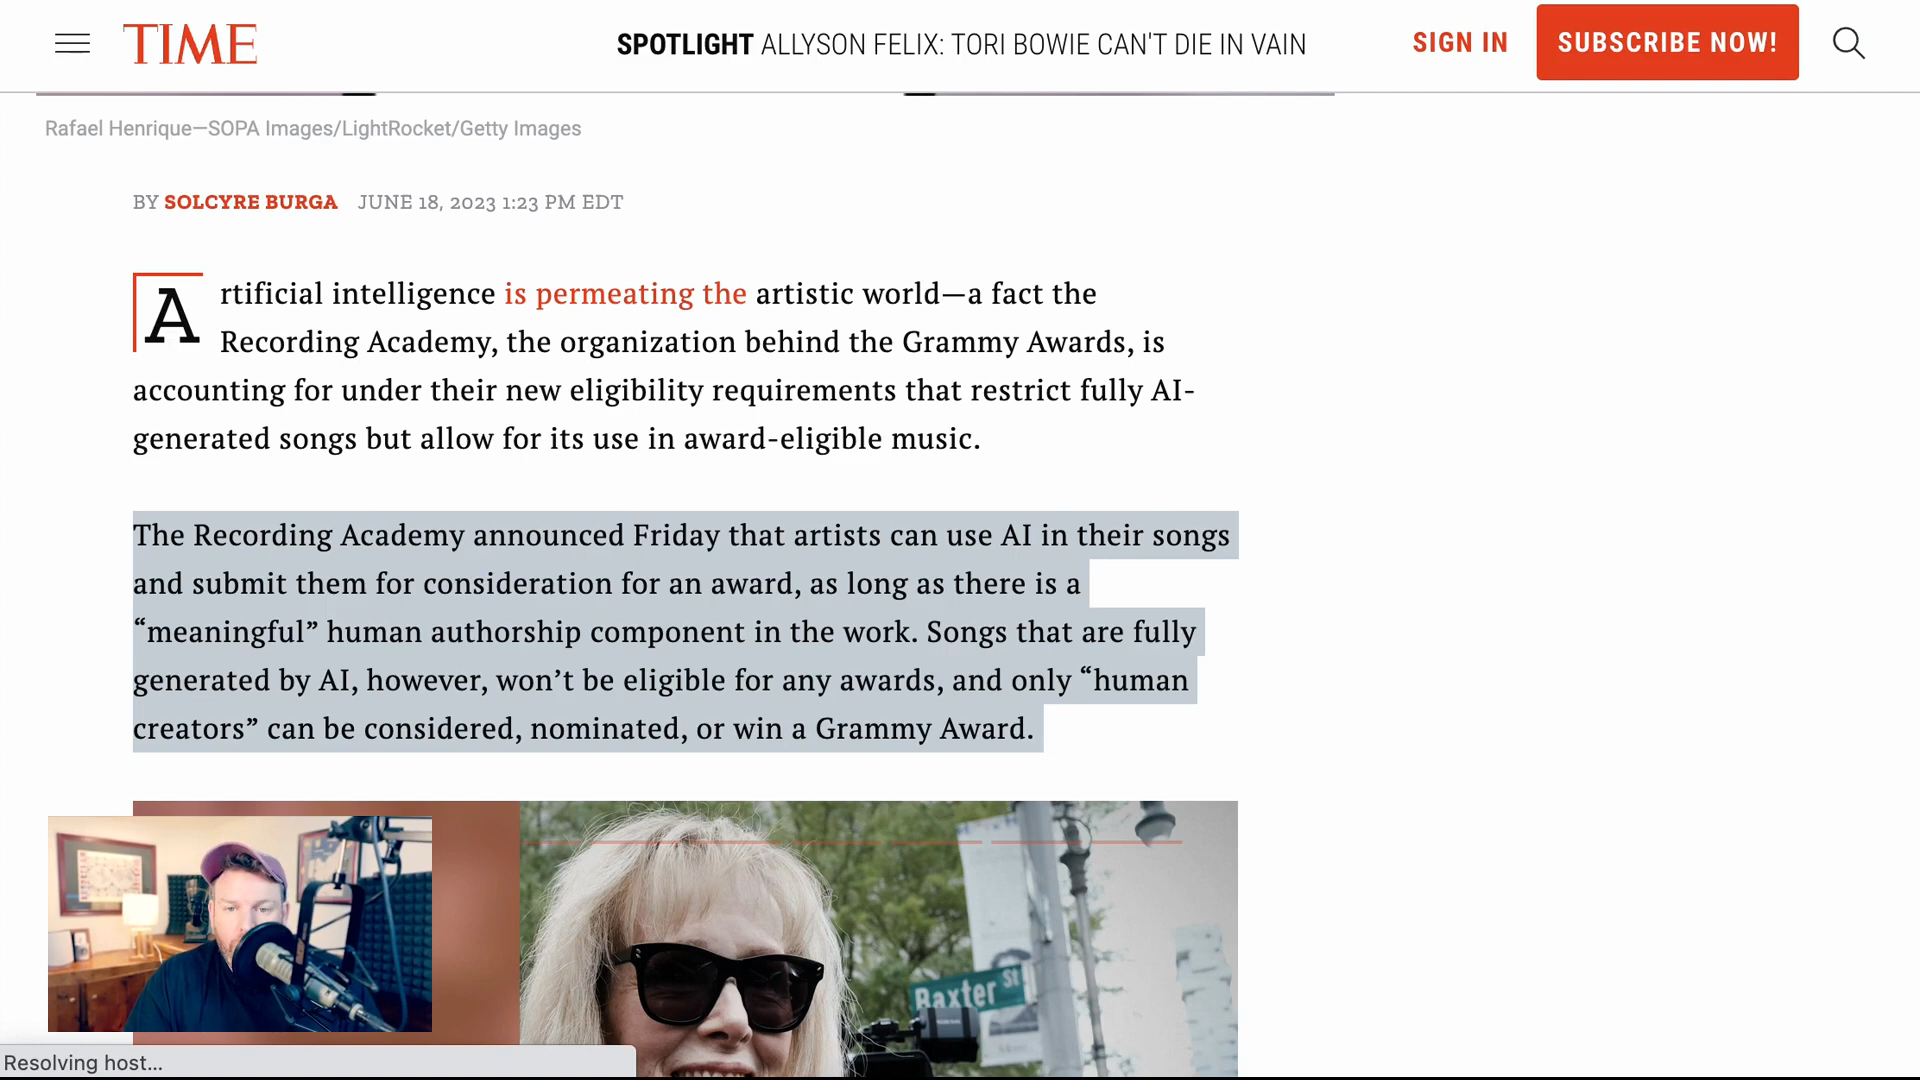 TIME
SPOTLIGHT ALLYSON FELIX: TORI BOWIE CAN'T DIE IN VAIN
SIGN IN
SUBSCRIBE NOW!
Rafael Henrique—SOPA Images/LightRocket/Getty Images
BY SOLCYRE BURGA JUNE 18, 2023 1:23 PM EDT
Artificial intelligence is permeating the artistic world—a fact the
Recording Academy, the organization behind the Grammy Awards, is
accounting for under their new eligibility requirements that restrict fully AI-
generated songs but allow for its use in award-eligible music.
The Recording Academy announced Friday that artists can use AI in their songs
and submit them for consideration for an award, as long as there is a
“meaningful” human authorship component in the work. Songs that are fully
generated by AI, however, won’t be eligible for any awards, and only “human
creators” can be considered, nominated, or win a Grammy Award.
Baxter St
Resolving host...